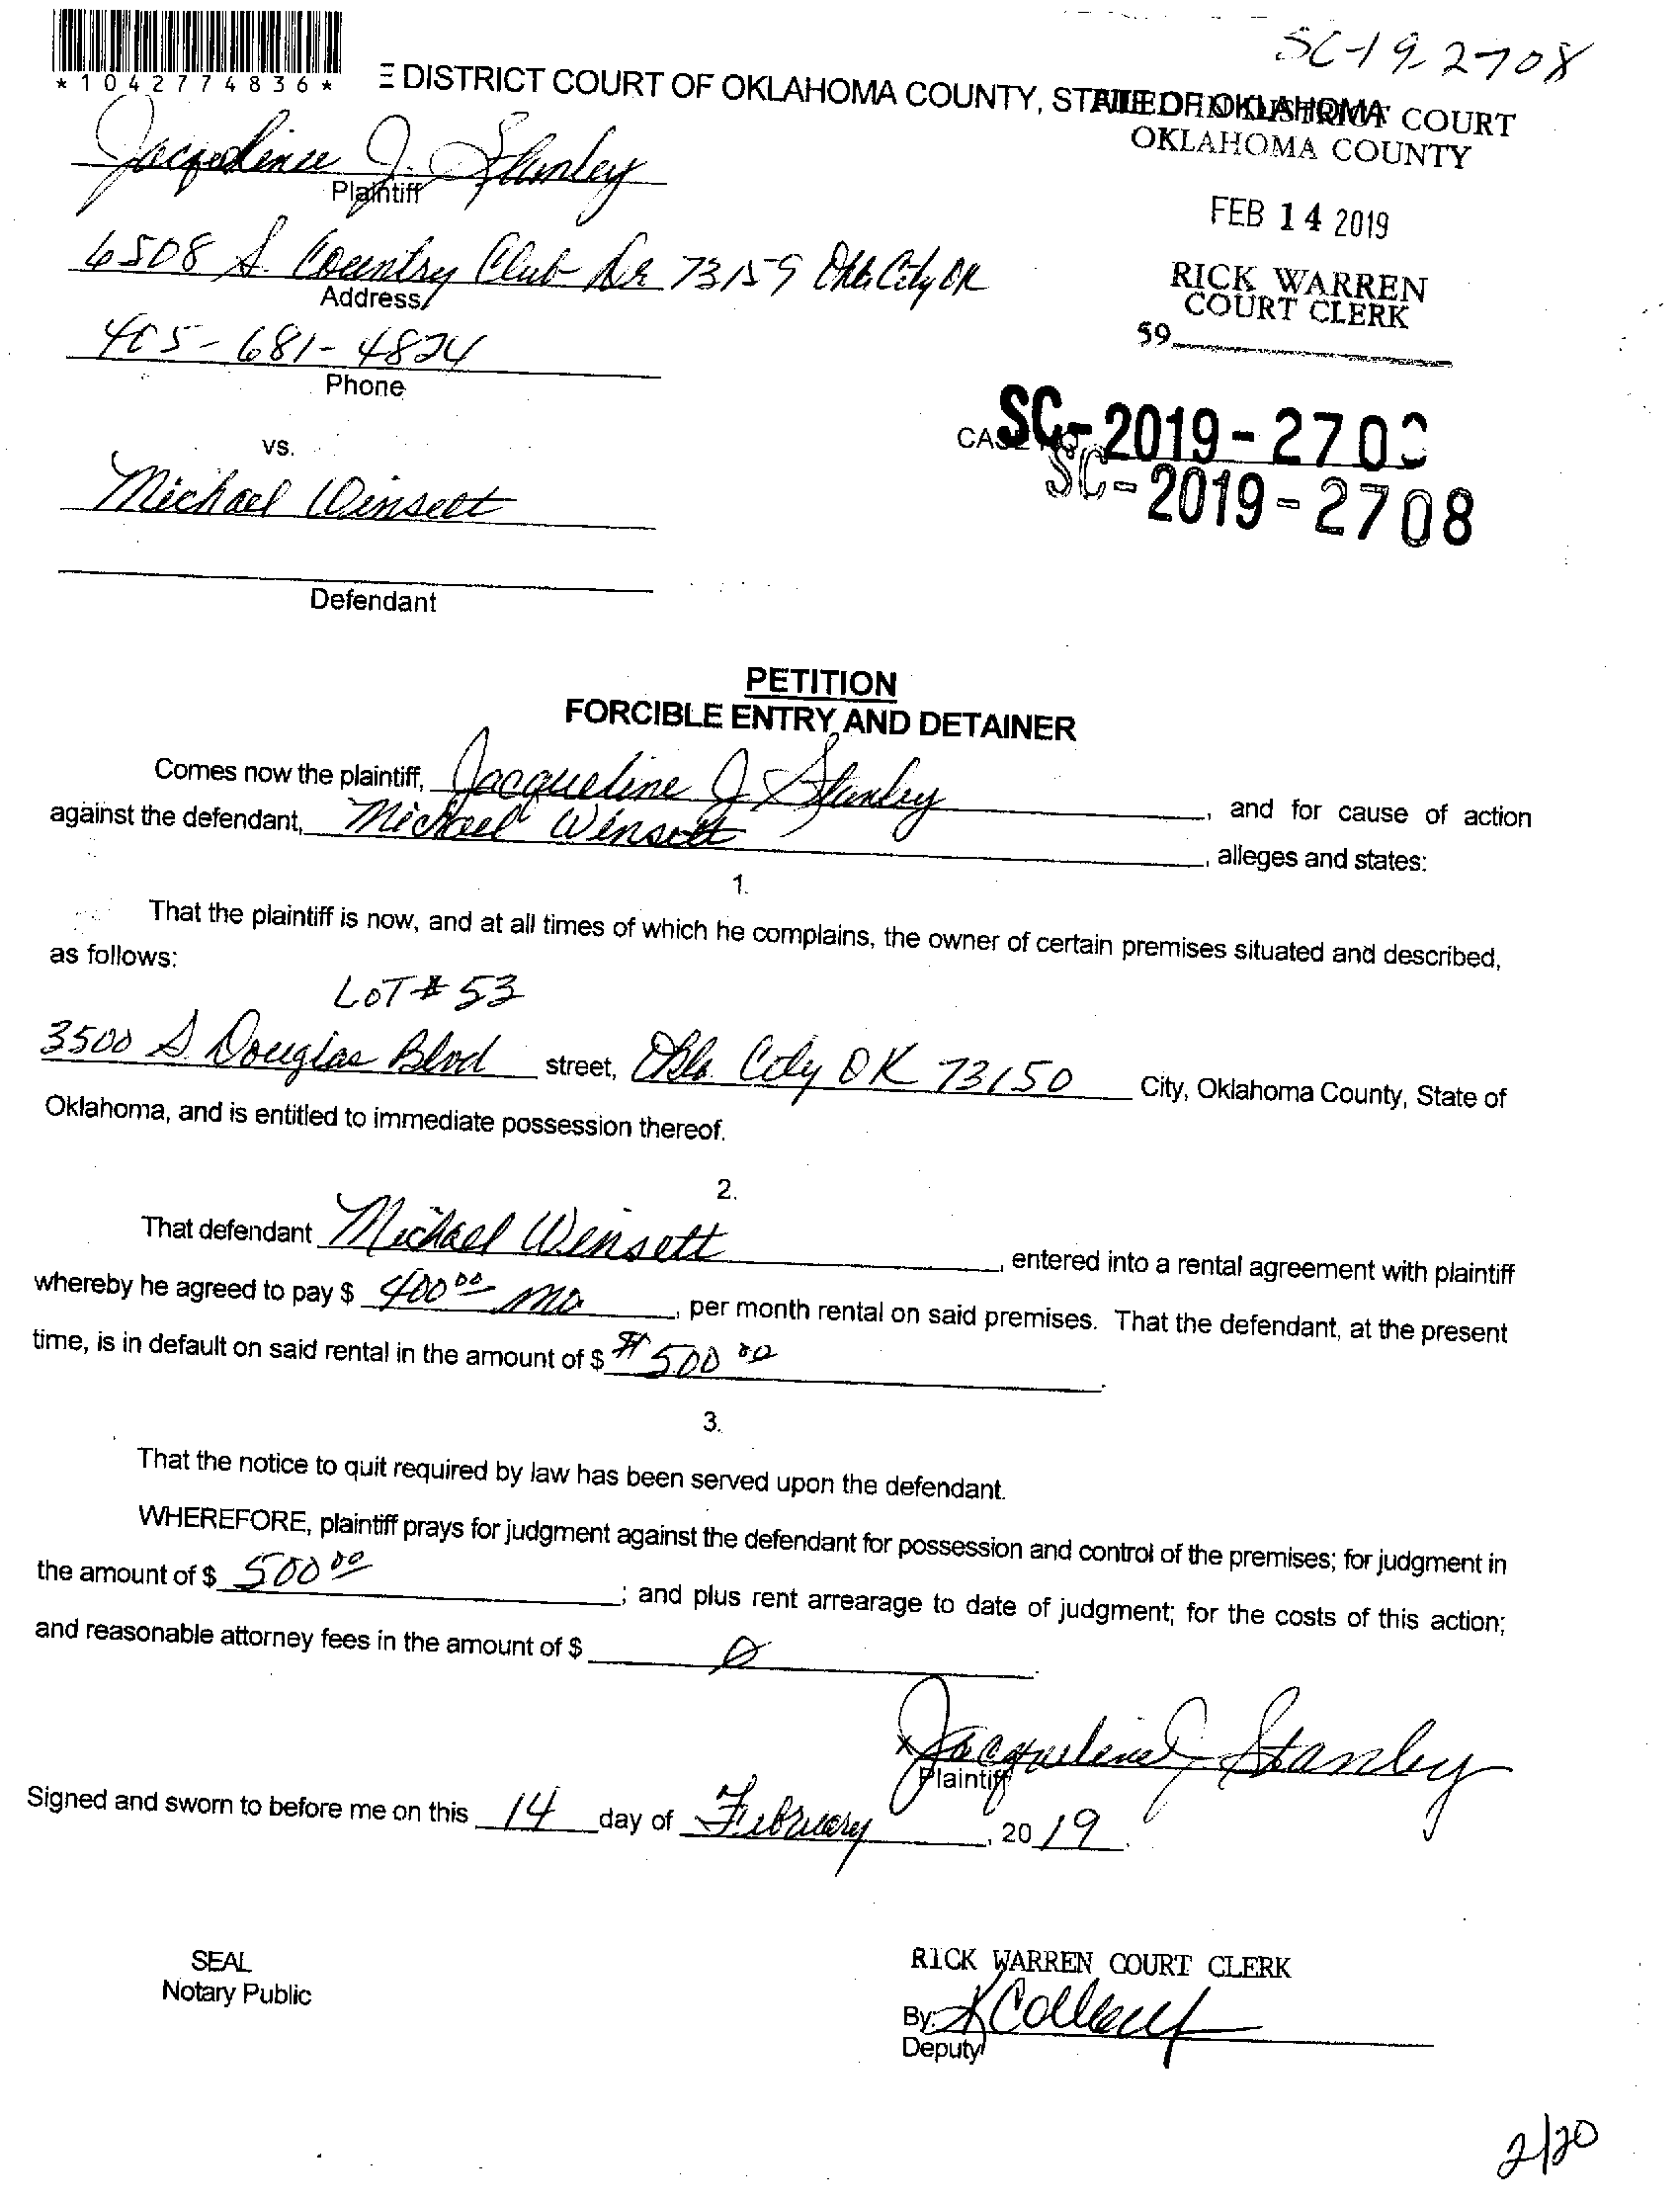 *1042774836*
SC-19-2708
E DISTRICT COURT OF OKLAHOMA COUNTY, STATE OF OKLAHOMA
FILED IN DISTRICT COURT
OKLAHOMA COUNTY
Jacqueline J. Stanley
Plaintiff
FEB 14 2019
6508 S. Country Club Dr. 73159 Okla City OK
Address
RICK WARREN
COURT CLERK
59
405-681-4824
Phone
CASE NO. SC-2019-270
SC-2019-2708
vs.
Michael Winsett
Defendant
PETITION
FORCIBLE ENTRY AND DETAINER
Comes now the plaintiff, Jacqueline J Stanley, and for cause of action
against the defendant, Michael Winsett, alleges and states:
1.
That the plaintiff is now, and at all times of which he complains, the owner of certain premises situated and described,
as follows:
LOT # 53
3500 S. Douglas Blvd street, Okla. City OK 73150 City, Oklahoma County, State of
Oklahoma, and is entitled to immediate possession thereof.
2.
That defendant Michael Winsett, entered into a rental agreement with plaintiff
whereby he agreed to pay $ 400 00 mo, per month rental on said premises. That the defendant, at the present
time, is in default on said rental in the amount of $ # 500 00.
3.
That the notice to quit required by law has been served upon the defendant.
WHEREFORE, plaintiff prays for judgment against the defendant for possession and control of the premises; for judgment in
the amount of $ 500 00; and plus rent arrearage to date of judgment; for the costs of this action;
and reasonable attorney fees in the amount of $ 0.
x Jacqueline J Stanley
Plaintiff
Signed and sworn to before me on this 14 day of February, 20 19.
SEAL
Notary Public
RICK WARREN COURT CLERK
By:
Deputy
2/20